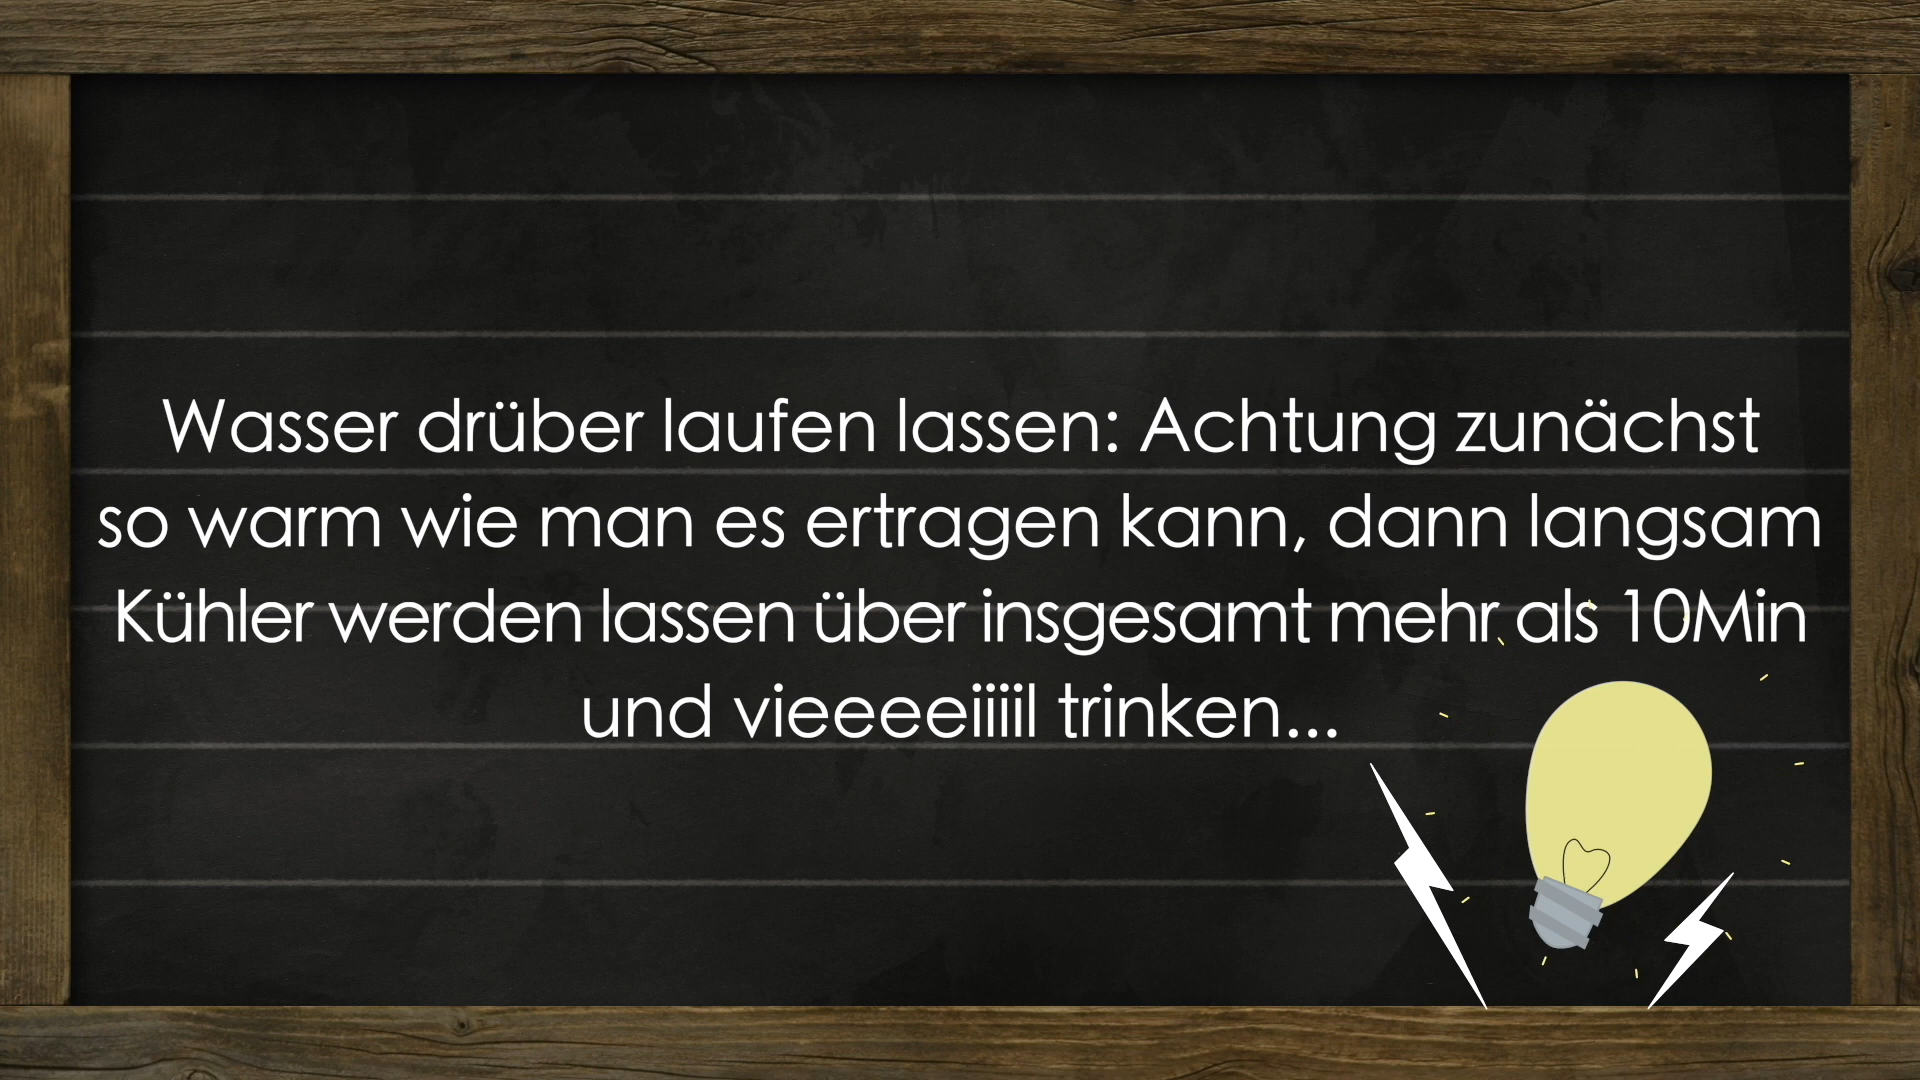 Wasser drüber laufen lassen: Achtung zunächst
so warm wie man es ertragen kann, dann langsam
Kühler werden lassen über insgesamt mehr als 10Min
und vieeeeiiiil trinken...